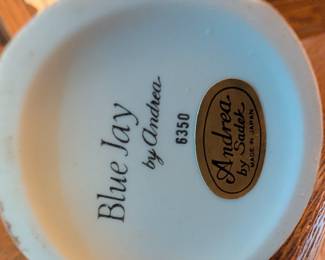 Blue Jay
by Andrea
6350
Andrea
by Sadek
MADE IN JAPAN